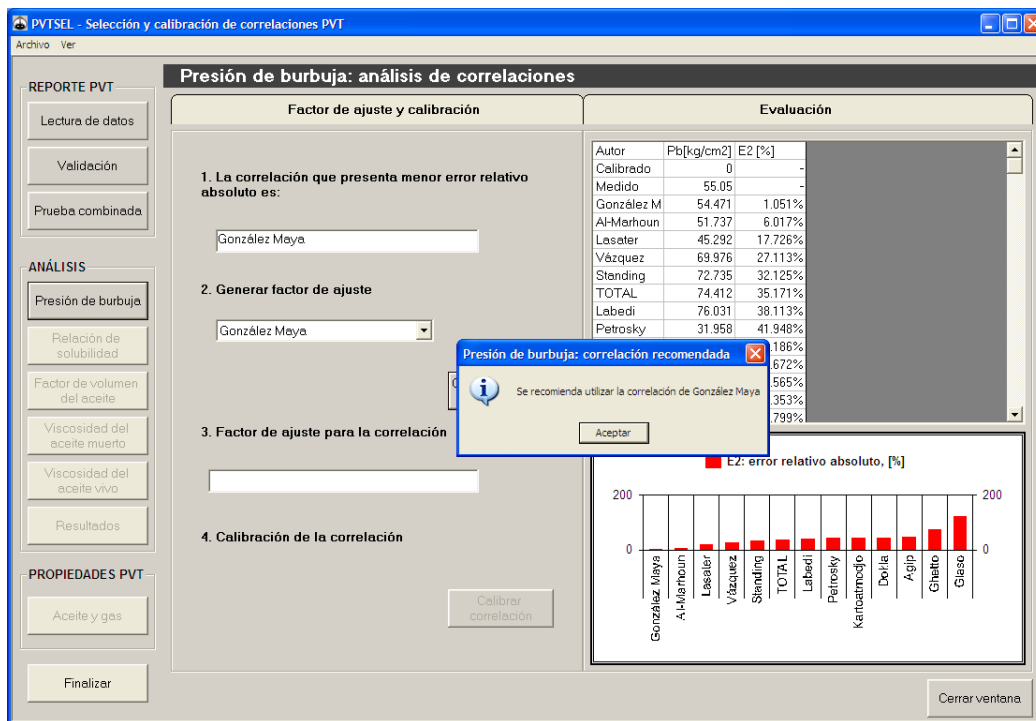 PVTSEL - Selección y calibración de correlaciones PVT
Archivo Ver
REPORTE PVT
Lectura de datos
Validación
Prueba combinada
ANÁLISIS
Presión de burbuja
Relación de
solubilidad
Factor de volumen
del aceite
Viscosidad del
aceite muerto
Viscosidad del
aceite vivo
Resultados
PROPIEDADES PVT
Aceite y gas
Finalizar
Presión de burbuja: análisis de correlaciones
Factor de ajuste y calibración
Evaluación
1. La correlación que presenta menor error relativo
absoluto es:
González Maya
2. Generar factor de ajuste
González Maya
3. Factor de ajuste para la correlación
4. Calibración de la correlación
Calibrar
correlación
Autor Pb[kg/cm2] E2 [%]
Calibrado 0 -
Medido 55.05 -
González M 54.471 1.051%
Al-Marhoun 51.737 6.017%
Lasater 45.292 17.726%
Vázquez 69.976 27.113%
Standing 72.735 32.125%
TOTAL 74.412 35.171%
Labedi 76.031 38.113%
Petrosky 31.958 41.948%
.186%
.672%
.565%
.353%
.799%
Presión de burbuja: correlación recomendada
Se recomienda utilizar la correlación de González Maya
Aceptar
E2: error relativo absoluto, [%]
200 200
0 0
González Maya
Al-Marhoun
Lasater
Vázquez
Standing
TOTAL
Labedi
Petrosky
Kartoatmodjo
Dokla
Agip
Ghetto
Glaso
Cerrar ventana